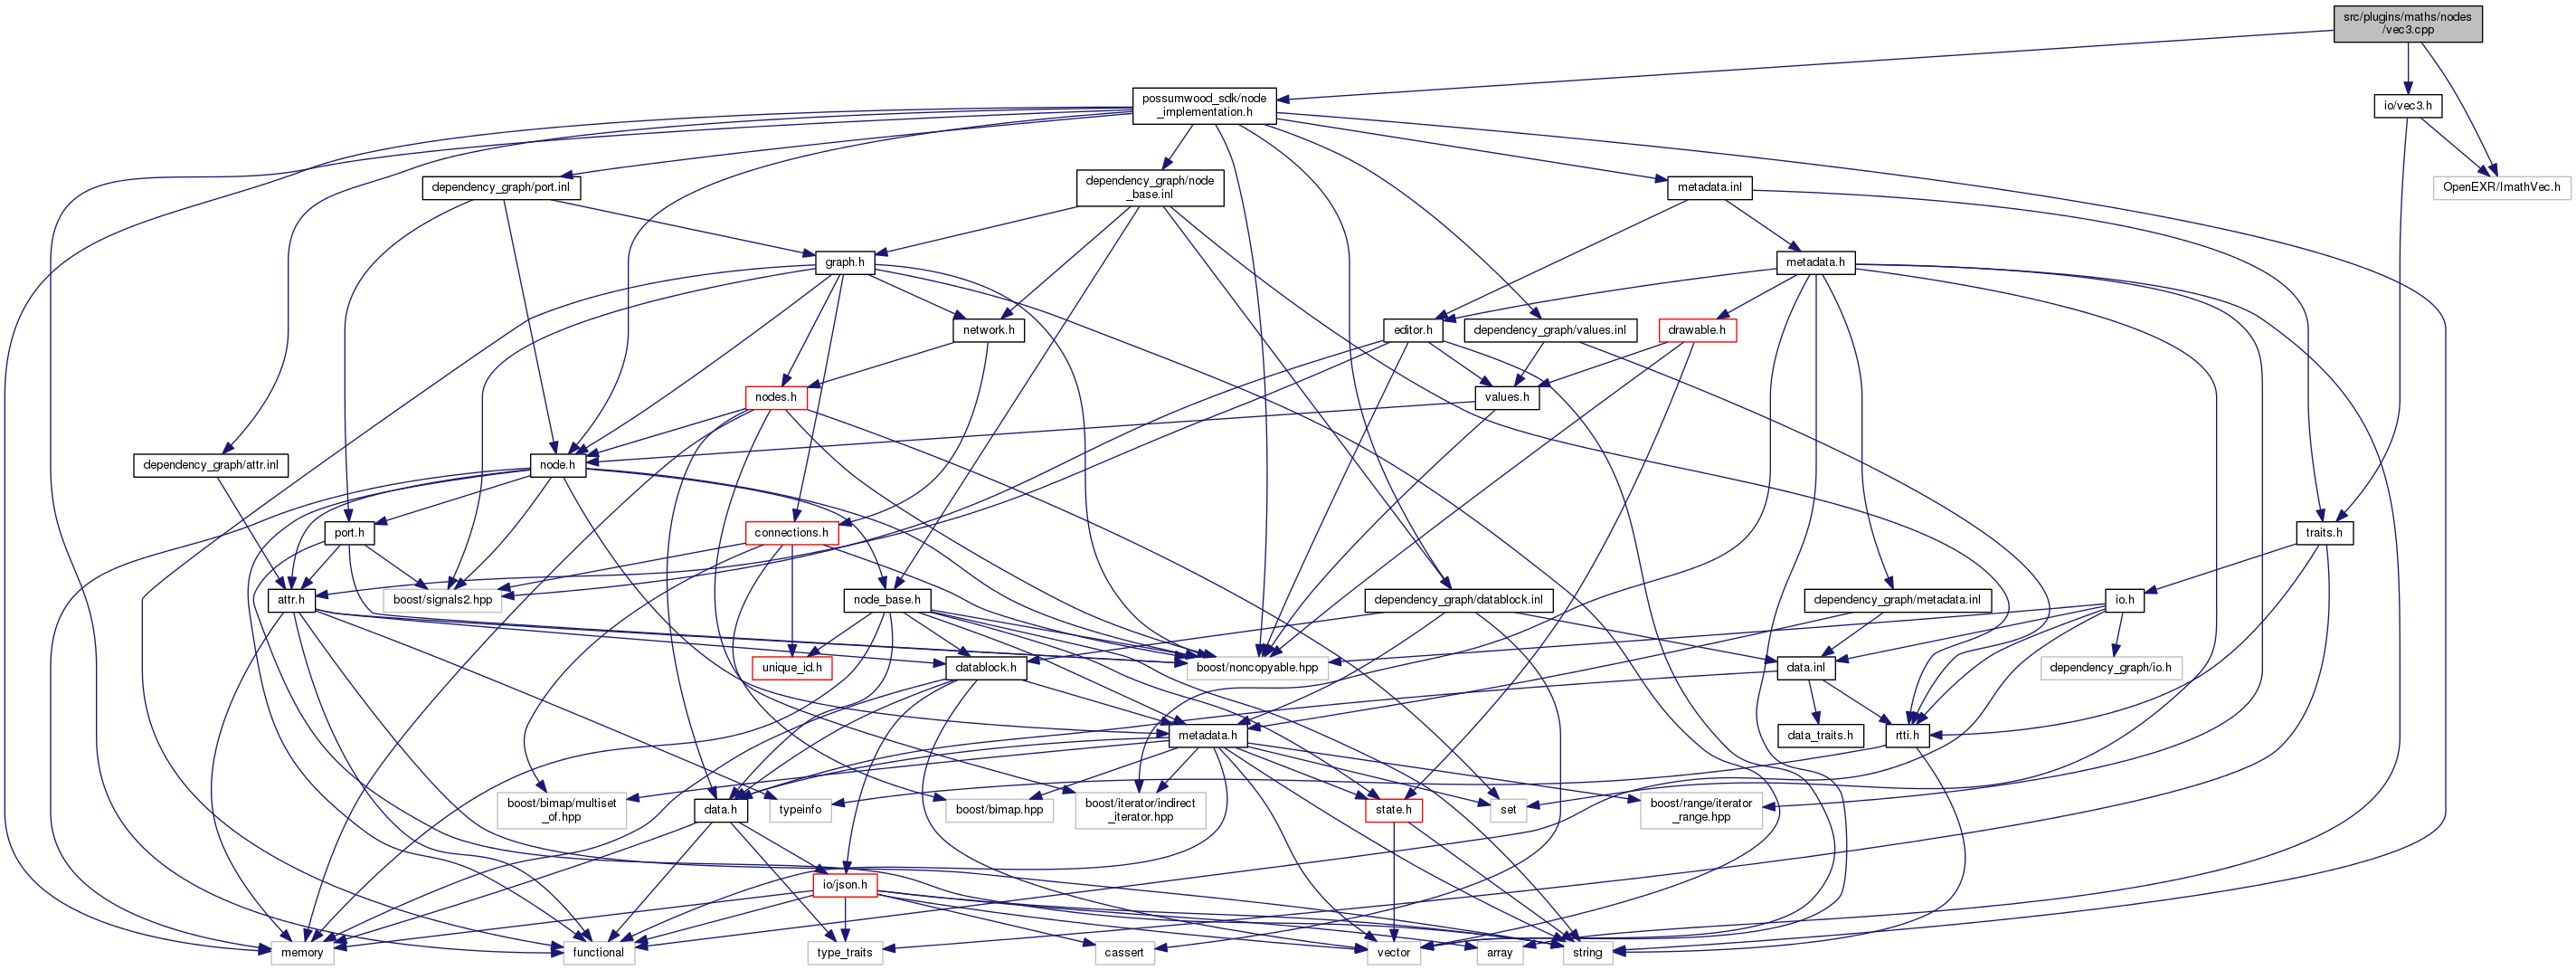 src/plugins/maths/nodes
/vec3.cpp
possumwood_sdk/node
_implementation.h
io/vec3.h
dependency_graph/port.inl
dependency_graph/node
_base.inl
metadata.inl
OpenEXR/ImathVec.h
graph.h
metadata.h
network.h
editor.h
dependency_graph/values.inl
drawable.h
nodes.h
values.h
dependency_graph/attr.inl
node.h
port.h
connections.h
traits.h
attr.h
boost/signals2.hpp
node_base.h
dependency_graph/datablock.inl
dependency_graph/metadata.inl
io.h
unique_id.h
datablock.h
boost/noncopyable.hpp
data.inl
dependency_graph/io.h
metadata.h
data_traits.h
rtti.h
boost/bimap/multiset
_of.hpp
data.h
typeinfo
boost/bimap.hpp
boost/iterator/indirect
_iterator.hpp
state.h
set
boost/range/iterator
_range.hpp
io/json.h
memory
functional
type_traits
cassert
vector
array
string